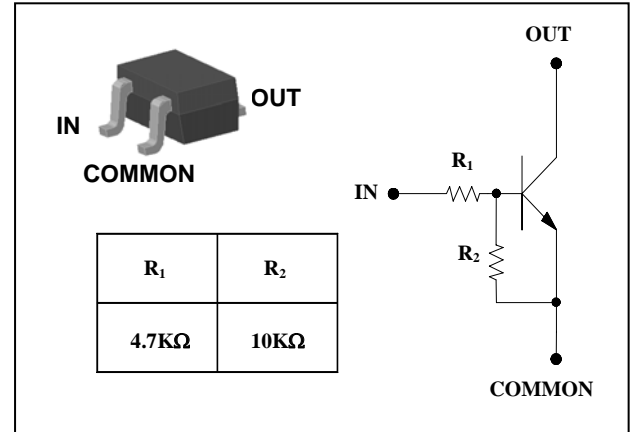 OUT
IN
COMMON
R₁ R₂
4.7KΩ 10KΩ
OUT
R₁
IN
R₂
COMMON